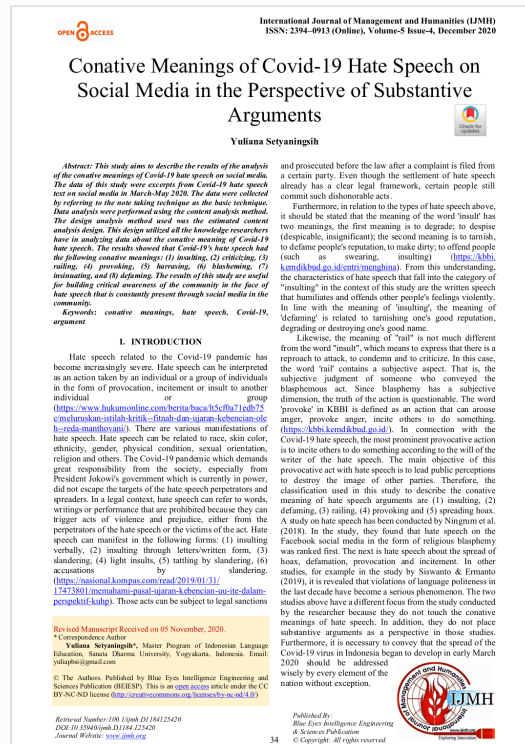 OPEN ACCESS
International Journal of Management and Humanities (IJMH)
ISSN: 2394–0913 (Online), Volume-5 Issue-4, December 2020
Conative Meanings of Covid-19 Hate Speech on
Social Media in the Perspective of Substantive
Arguments
Check for
updates
Yuliana Setyaningsih
Abstract: This study aims to describe the results of the analysis
of the conative meanings of Covid-19 hate speech on social media.
The data of this study were excerpts from Covid-19 hate speech
text on social media in March-May 2020. The data were collected
by referring to the note taking technique as the basic technique.
Data analysis were performed using the content analysis method.
The design analysis method used was the estimated content
analysis design. This design utilized all the knowledge researchers
have in analyzing data about the conative meaning of Covid-19
hate speech. The results showed that Covid-19's hate speech had
the following conative meanings: (1) insulting, (2) criticizing, (3)
railing, (4) provoking, (5) harrasing, (6) blasheming, (7)
insinuating, and (8) defaming. The results of this study are useful
for building critical awareness of the community in the face of
hate speech that is constantly present through social media in the
community.
Keywords: conative meanings, hate speech, Covid-19,
argument
I. INTRODUCTION
Hate speech related to the Covid-19 pandemic has
become increasingly severe. Hate speech can be interpreted
as an action taken by an individual or a group of individuals
in the form of provocation, incitement or insult to another
individual or group
(https://www.hukumonline.com/berita/baca/lt5cf0a71edb75
c/meluruskan-istilah-kritik--fitnah-dan-ujaran-kebencian-ole
h--reda-manthovani/). There are various manifestations of
hate speech. Hate speech can be related to race, skin color,
ethnicity, gender, physical condition, sexual orientation,
religion and others. The Covid-19 pandemic which demands
great responsibility from the society, especially from
President Jokowi's government which is currently in power,
did not escape the targets of the hate speech perpetrators and
spreaders. In a legal context, hate speech can refer to words,
writings or performance that are prohibited because they can
trigger acts of violence and prejudice, either from the
perpetrators of the hate speech or the victims of the act. Hate
speech can manifest in the following forms: (1) insulting
verbally, (2) insulting through letters/written form, (3)
slandering, (4) light insults, (5) tattling by slandering, (6)
accusations by slandering.
(https://nasional.kompas.com/read/2019/01/31/
17473801/memahami-pasal-ujaran-kebencian-uu-ite-dalam-
perspektif-kuhp). Those acts can be subject to legal sanctions
Revised Manuscript Received on 05 November, 2020.
* Correspondence Author
Yuliana Setyaningsih*, Master Program of Indonesian Language
Education, Sanata Dharma University, Yogyakarta, Indonesia. Email:
yuliapbsi@gmail.com
© The Authors. Published by Blue Eyes Intelligence Engineering and
Sciences Publication (BEIESP). This is an open access article under the CC
BY-NC-ND license (http://creativecommons.org/licenses/by-nc-nd/4.0/)
and prosecuted before the law after a complaint is filed from
a certain party. Even though the settlement of hate speech
already has a clear legal framework, certain people still
commit such dishonorable acts.
Furthermore, in relation to the types of hate speech above,
it should be stated that the meaning of the word 'insult' has
two meanings, the first meaning is to degrade; to despise
(despicable, insignificant); the second meaning is to tarnish,
to defame people's reputation, to make dirty; to offend people
(such as swearing, insulting) (https://kbbi.
kemdikbud.go.id/entri/menghina). From this understanding,
the characteristics of hate speech that fall into the category of
"insulting" in the context of this study are the written speech
that humiliates and offends other people's feelings violently.
In line with the meaning of 'insulting', the meaning of
'defaming' is related to tarnishing one's good reputation,
degrading or destroying one's good name.
Likewise, the meaning of "rail" is not much different
from the word "insult", which means to express that there is a
reproach to attack, to condemn and to criticize. In this case,
the word 'rail' contains a subjective aspect. That is, the
subjective judgment of someone who conveyed the
blasphemous act. Since blasphemy has a subjective
dimension, the truth of the action is questionable. The word
'provoke' in KBBI is defined as an action that can arouse
anger, provoke anger, incite others to do something.
(https://kbbi.kemdikbud.go.id/). In connection with the
Covid-19 hate speech, the most prominent provocative action
is to incite others to do something according to the will of the
writer of the hate speech. The main objective of this
provocative act with hate speech is to lead public perceptions
to destroy the image of other parties. Therefore, the
classification used in this study to describe the conative
meaning of hate speech arguments are (1) insulting, (2)
defaming, (3) railing, (4) provoking and (5) spreading hoax.
A study on hate speech has been conducted by Ningrum et al.
(2018). In the study, they found that hate speech on the
Facebook social media in the form of religious blasphemy
was ranked first. The next is hate speech about the spread of
hoax, defamation, provocation and incitement. In other
studies, for example in the study by Siswanto & Ermanto
(2019), it is revealed that violations of language politeness in
the last decade have become a serious phenomenon. The two
studies above have a different focus from the study conducted
by the researcher because they do not touch the conative
meanings of hate speech. In addition, they do not place
substantive arguments as a perspective in those studies.
Furthermore, it is necessary to convey that the spread of the
Covid-19 virus in Indonesia began to develop in early March
2020 should be addressed
wisely by every element of the
nation without exception.
Retrieval Number:100.1/ijmh.D1184125420
DOI:10.35940/ijmh.D1184.125420
Journal Website: www.ijmh.org
34
Published By:
Blue Eyes Intelligence Engineering
& Sciences Publication
© Copyright: All rights reserved.
IJMH
www.ijmh.org
Exploring Innovation